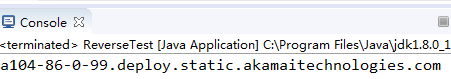 Console
<terminated> ReverseTest [Java Application] C:\Program Files\Java\jdk1.8.0_1
a104-86-0-99.deploy.static.akamaitechnologies.com